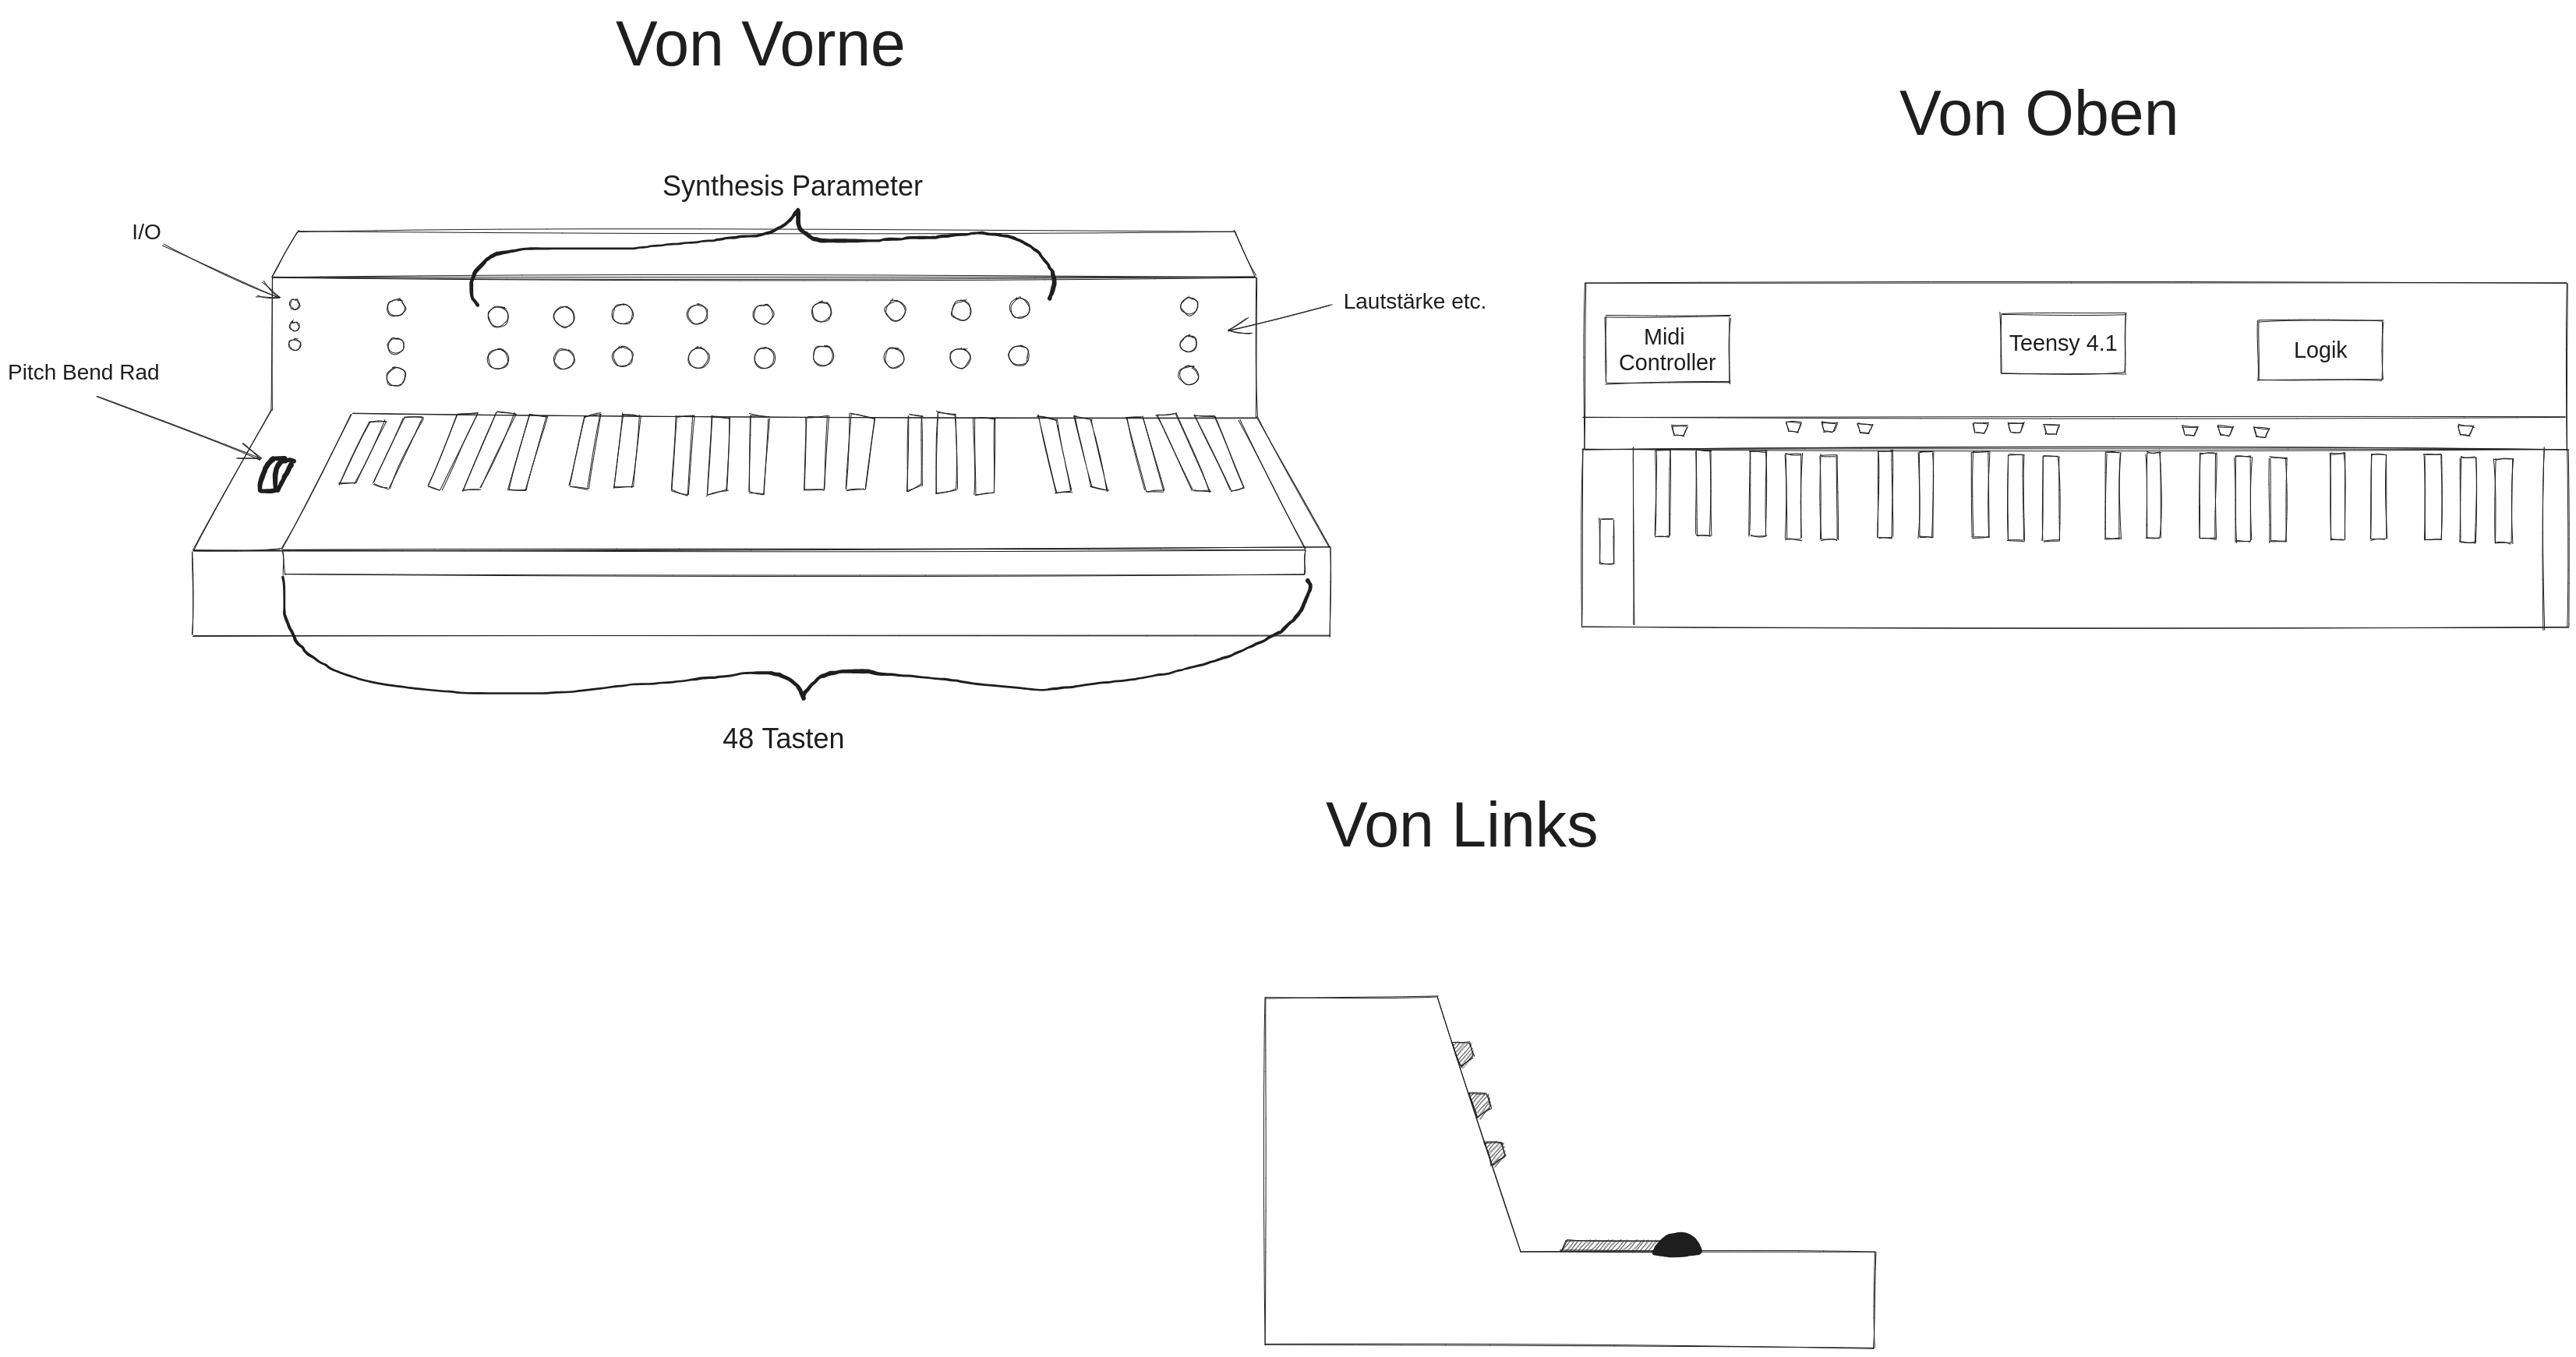 Von Vorne
Von Oben
Synthesis Parameter
I/O
Lautstärke etc.
Pitch Bend Rad
Midi
Controller
Teensy 4.1
Logik
48 Tasten
Von Links